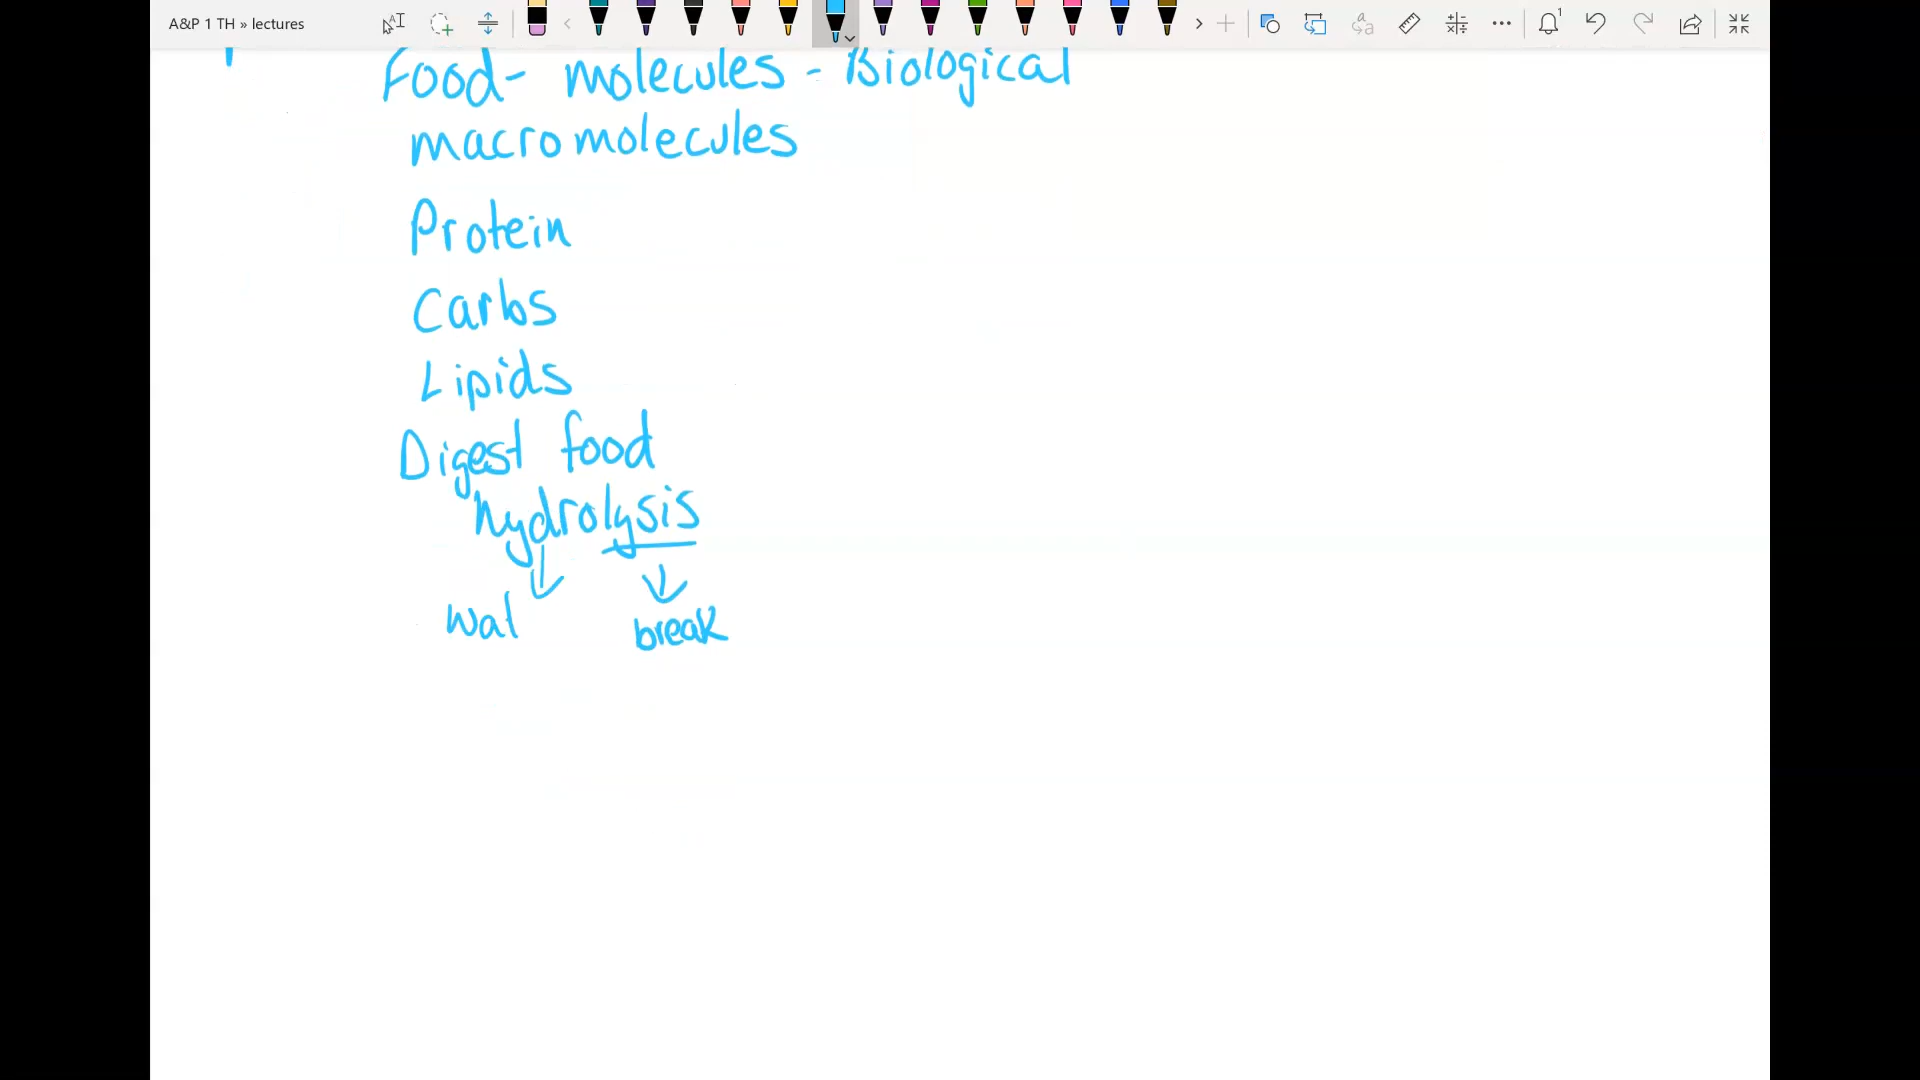 A&P 1 TH » lectures
Food- molecules - Biological
macromolecules
Protein
Carbs
Lipids
Digest food
hydrolysis
wat break